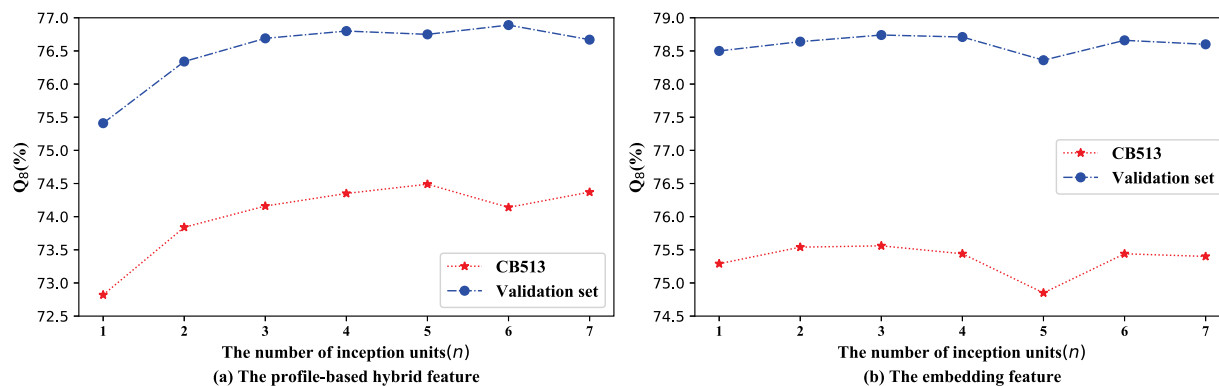 77.0
76.5
76.0
75.5
75.0
74.5
74.0
73.5
73.0
72.5
Q8(%)
CB513
Validation set
1 2 3 4 5 6 7
The number of inception units(n)
(a) The profile-based hybrid feature
79.0
78.5
78.0
77.5
77.0
76.5
76.0
75.5
75.0
74.5
Q8(%)
CB513
Validation set
1 2 3 4 5 6 7
The number of inception units(n)
(b) The embedding feature